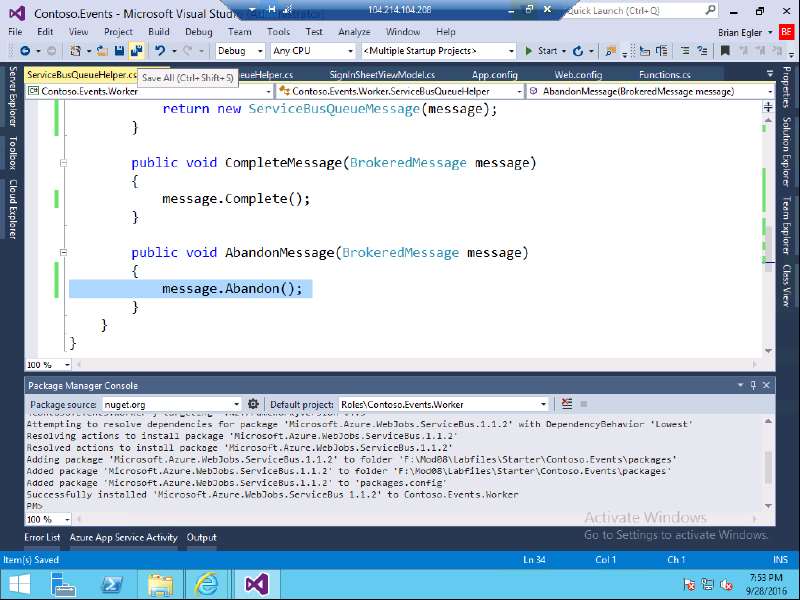 Contoso.Events - Microsoft Visual Stud
104.214.104.208
Quick Launch (Ctrl+Q)
File Edit View Project Build Debug Team Tools Test Analyze Window Help
Brian Egler BE
Debug Any CPU <Multiple Startup Projects> Start
ServiceBusQueueHelper.cs
Save All (Ctrl+Shift+S)
ueueHelper.cs SignInSheetViewModel.cs App.config Web.config Functions.cs
C# Contoso.Events.Worker Contoso.Events.Worker.ServiceBusQueueHelper AbandonMessage(BrokeredMessage message)
Server Explorer
Toolbox
Cloud Explorer
Properties
Solution Explorer
Team Explorer
Class View
return new ServiceBusQueueMessage(message);
}
public void CompleteMessage(BrokeredMessage message)
{
message.Complete();
}
public void AbandonMessage(BrokeredMessage message)
{
message.Abandon();
}
}
}
100 %
Package Manager Console
Package source: nuget.org Default project: Roles\Contoso.Events.Worker
Attempting to resolve dependencies for package 'Microsoft.Azure.WebJobs.ServiceBus.1.1.2' with DependencyBehavior 'Lowest'
Resolving actions to install package 'Microsoft.Azure.WebJobs.ServiceBus.1.1.2'
Resolved actions to install package 'Microsoft.Azure.WebJobs.ServiceBus.1.1.2'
Adding package 'Microsoft.Azure.WebJobs.ServiceBus.1.1.2' to folder 'F:\Mod08\Labfiles\Starter\Contoso.Events\packages'
Added package 'Microsoft.Azure.WebJobs.ServiceBus.1.1.2' to folder 'F:\Mod08\Labfiles\Starter\Contoso.Events\packages'
Added package 'Microsoft.Azure.WebJobs.ServiceBus.1.1.2' to 'packages.config'
Successfully installed 'Microsoft.Azure.WebJobs.ServiceBus 1.1.2' to Contoso.Events.Worker
PM>
100 %
Activate Windows
Go to Settings to activate Windows.
Error List Azure App Service Activity Output
Item(s) Saved Ln 34 Col 1 Ch 1 INS
7:53 PM
9/28/2016